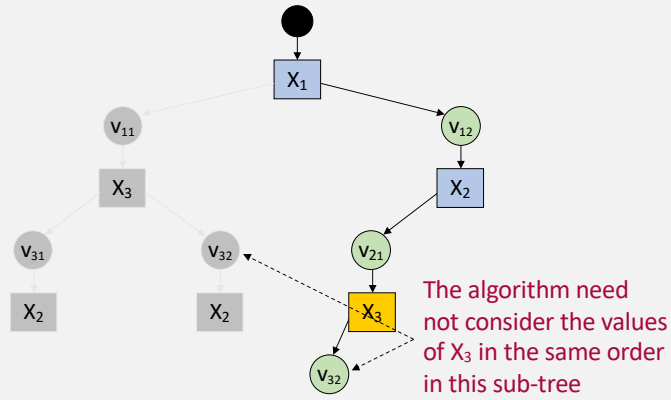 X₁
v₁₁
v₁₂
X₃
X₂
v₃₁
v₃₂
v₂₁
X₂
X₂
X₃
v₃₂
The algorithm need
not consider the values
of X₃ in the same order
in this sub-tree